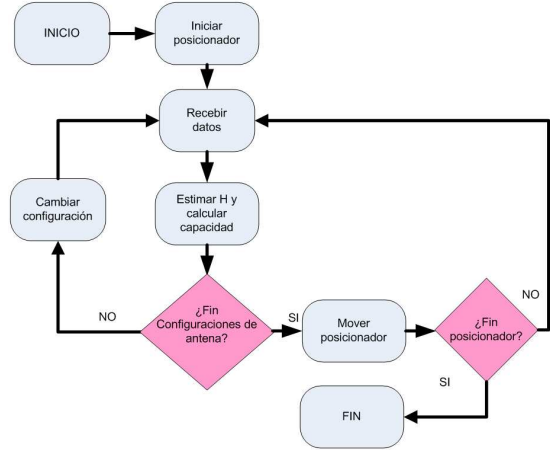 INICIO
Iniciar
posicionador
Recebir
datos
Cambiar
configuración
Estimar H y
calcular
capacidad
¿Fin
Configuraciones de
antena?
NO
SI
Mover
posicionador
¿Fin
posicionador?
NO
SI
FIN